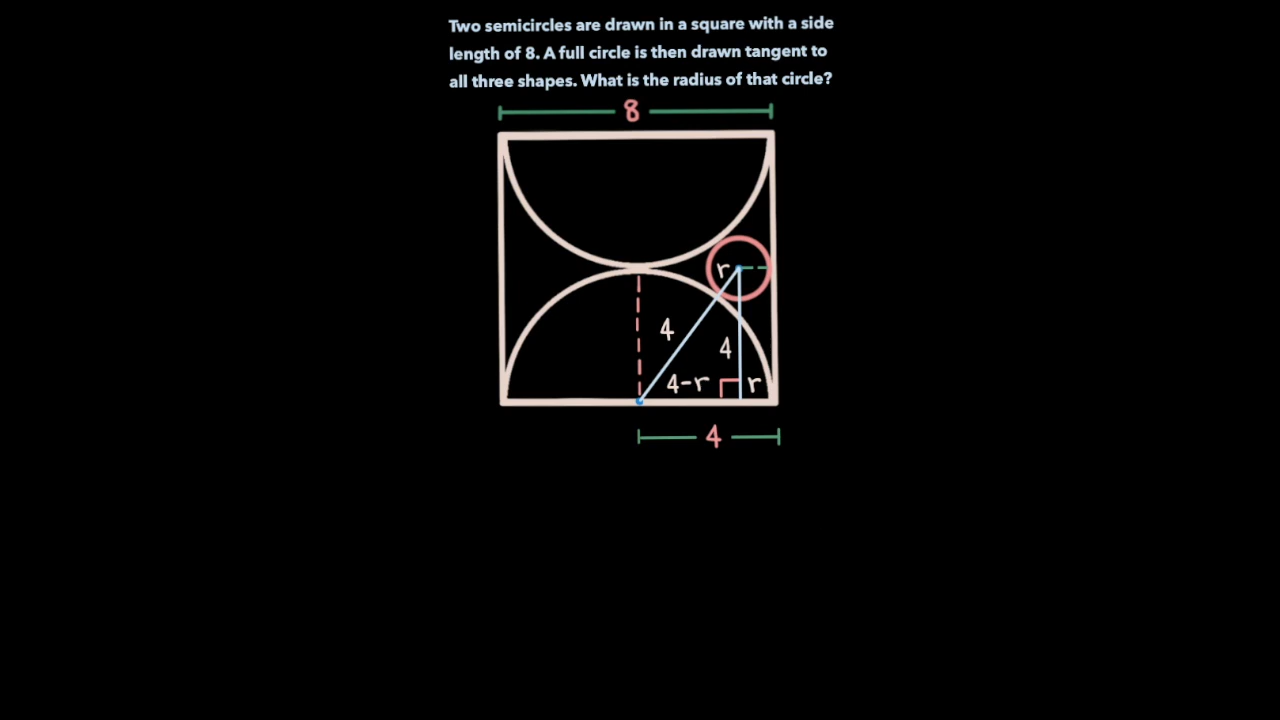 Two semicircles are drawn in a square with a side
length of 8. A full circle is then drawn tangent to
all three shapes. What is the radius of that circle?
8
r
4
4
4-r
r
4